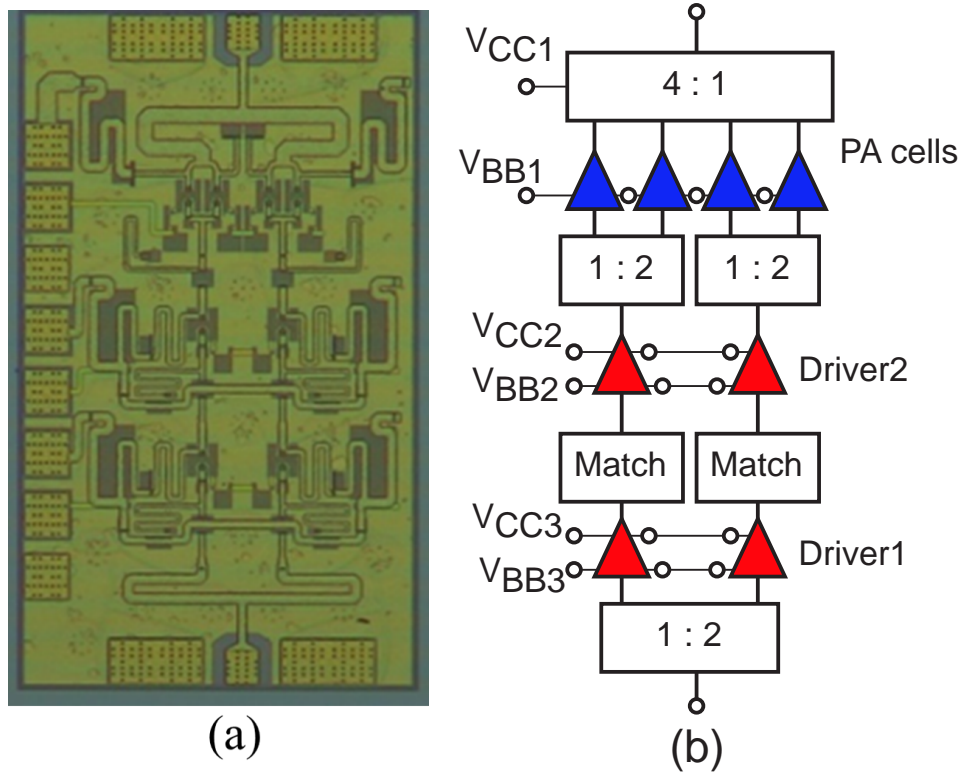 VCC1
4 : 1
PA cells
VBB1
1 : 2
1 : 2
VCC2
VBB2
Driver2
Match
Match
VCC3
VBB3
Driver1
1 : 2
(a)
(b)